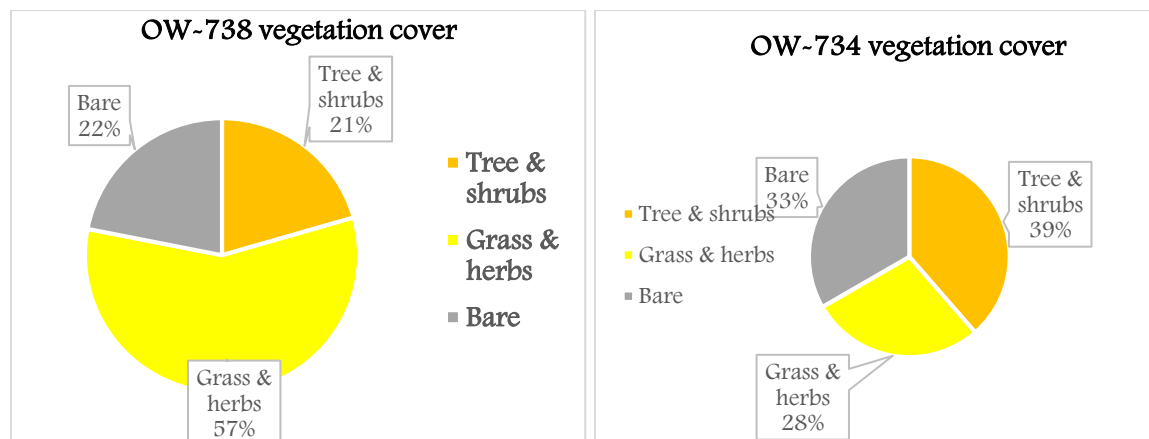 OW-738 vegetation cover
Tree &
shrubs
21%
Bare
22%
Tree &
shrubs
Grass &
herbs
Bare
Grass &
herbs
57%
OW-734 vegetation cover
Bare
33%
Tree &
shrubs
39%
Tree & shrubs
Grass & herbs
Bare
Grass &
herbs
28%